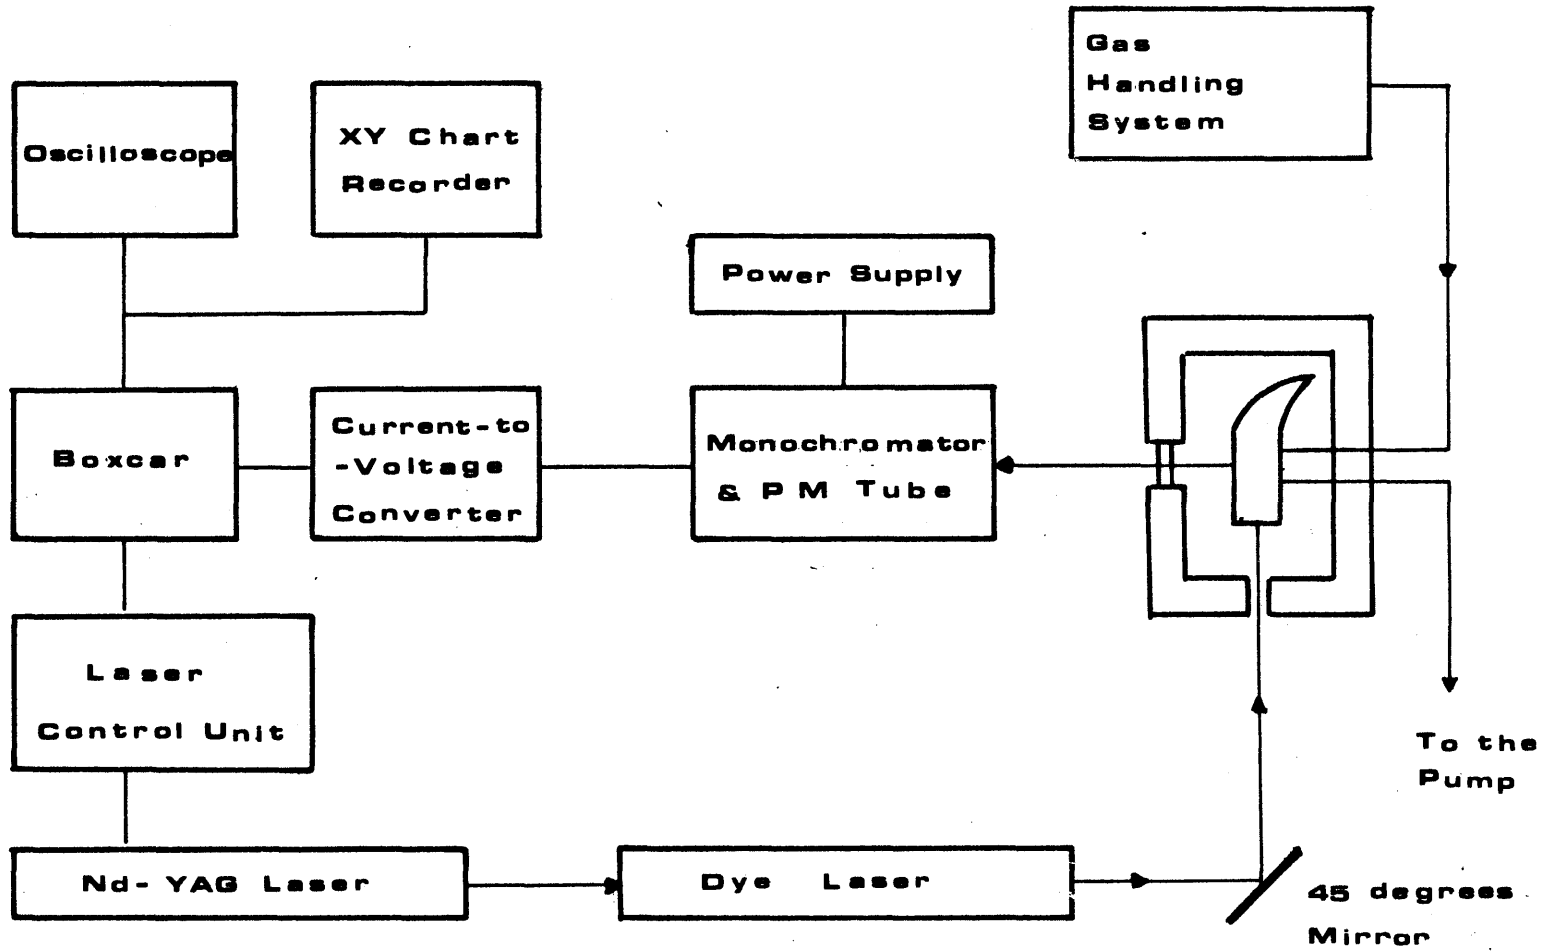 Gas
Handling
System
Oscilloscope
XY Chart
Recorder
Power Supply
Boxcar
Current-to
-Voltage
Converter
Monochromator
& PM Tube
Laser
Control Unit
To the
Pump
Nd-YAG Laser
Dye Laser
45 degrees
Mirror